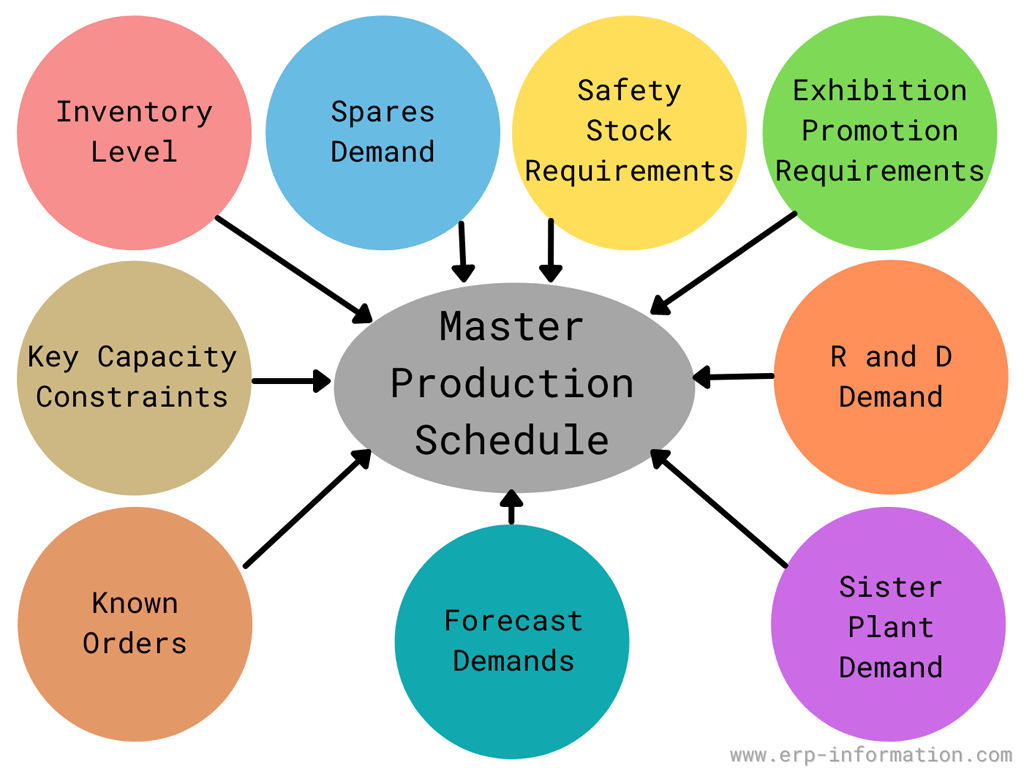 Inventory
Level
Spares
Demand
Safety
Stock
Requirements
Exhibition
Promotion
Requirements
Key Capacity
Constraints
Master
Production
Schedule
R and D
Demand
Known
Orders
Forecast
Demands
Sister
Plant
Demand
www.erp-information.com